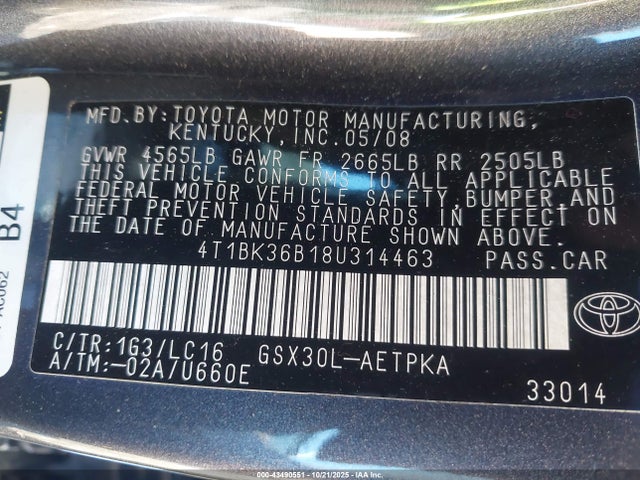 MFD.BY:TOYOTA MOTOR MANUFACTURING,
KENTUCKY,INC.05/08
GVWR 4565LB GAWR FR 2665LB RR 2505LB
THIS VEHICLE CONFORMS TO ALL APPLICABLE
FEDERAL MOTOR VEHICLE SAFETY,BUMPER,AND
THEFT PREVENTION STANDARDS IN EFFECT ON
THE DATE OF MANUFACTURE SHOWN ABOVE.
4T1BK36B18U314463 PASS.CAR
C/TR:1G3/LC16 GSX30L-AETPKA
A/TM:-02A/U660E
33014
TOYOTA
B4
AC062
000-43490551 - 10/21/2025 - IAA Inc.